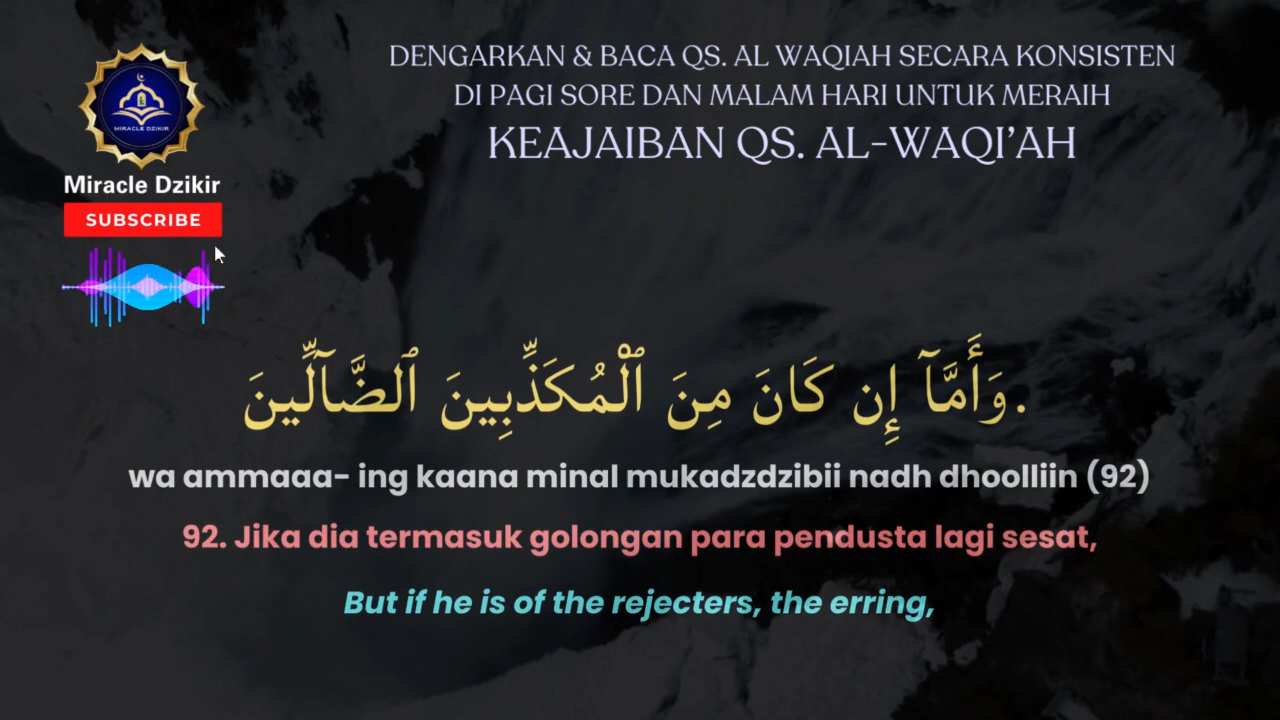 DENGARKAN & BACA QS. AL WAQIAH SECARA KONSISTEN
DI PAGI SORE DAN MALAM HARI UNTUK MERAIH
KEAJAIBAN QS. AL-WAQI'AH
MIRACLE DZIKIR
Miracle Dzikir
SUBSCRIBE
وَأَمَّآ إِن كَانَ مِنَ ٱلْمُكَذِّبِينَ ٱلضَّآلِّينَ.
wa ammaaa- ing kaana minal mukadzdzibii nadh dhoolliin (92)
92. Jika dia termasuk golongan para pendusta lagi sesat,
But if he is of the rejecters, the erring,